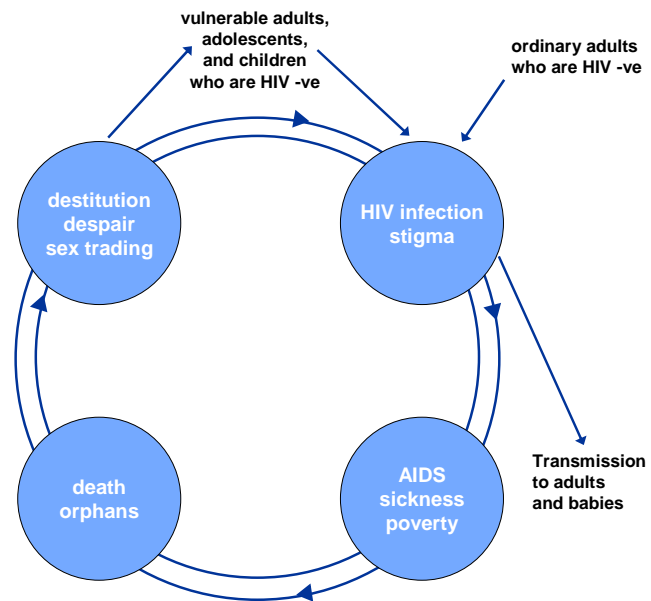 vulnerable adults,
adolescents,
and children
who are HIV -ve
ordinary adults
who are HIV -ve
destitution
despair
sex trading
HIV infection
stigma
death
orphans
AIDS
sickness
poverty
Transmission
to adults
and babies